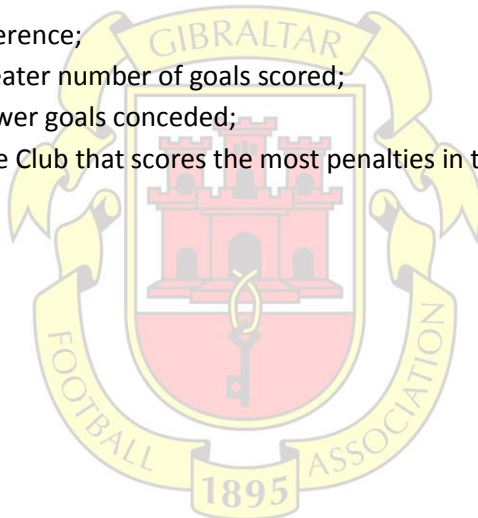 erence;
eater number of goals scored;
wer goals conceded;
e Club that scores the most penalties in t
GIBRALTAR
FOOTBALL
ASSOCIATION
1895